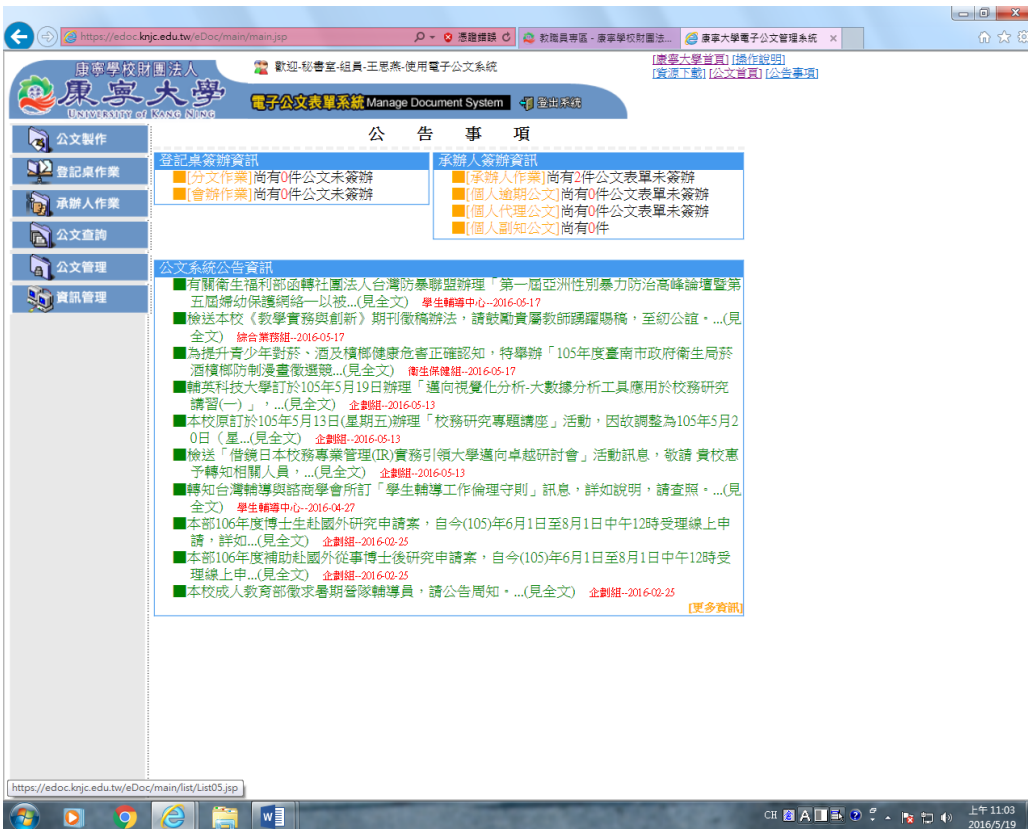 https://edoc.knjc.edu.tw/eDoc/main/main.jsp
憑證錯誤
教職員專區 - 康寧學校財團法...
康寧大學電子公文管理系統
康寧學校財團法人
康寧大學
UNIVERSITY of KANG NING
歡迎-秘書室-組員-王思燕-使用電子公文系統
[康寧大學首頁] [操作說明]
[資源下載] [公文首頁] [公告事項]
電子公文表單系統 Manage Document System
登出系統
公文製作
登記桌作業
承辦人作業
公文查詢
公文管理
資訊管理
公 告 事 項
登記桌簽辦資訊
[分文作業]尚有0件公文未簽辦
[會辦作業]尚有0件公文未簽辦
承辦人簽辦資訊
[承辦人作業]尚有2件公文表單未簽辦
[個人逾期公文]尚有0件公文表單未簽辦
[個人代理公文]尚有0件公文表單未簽辦
[個人副知公文]尚有0件
公文系統公告資訊
有關衛生福利部函轉社團法人台灣防暴聯盟辦理「第一屆亞洲性別暴力防治高峰論壇暨第
五屆婦幼保護網絡一以被...(見全文) 學生輔導中心--2016-05-17
檢送本校《教學實務與創新》期刊徵稿辦法，請鼓勵貴屬教師踴躍賜稿，至紉公誼。...(見
全文) 綜合業務組--2016-05-17
為提升青少年對菸、酒及檳榔健康危害正確認知，特舉辦「105年度臺南市政府衛生局菸
酒檳榔防制漫畫徵選競...(見全文) 衛生保健組--2016-05-17
輔英科技大學訂於105年5月19日辦理「邁向視覺化分析-大數據分析工具應用於校務研究
講習(一)」，...(見全文) 企劃組--2016-05-13
本校原訂於105年5月13日(星期五)辦理「校務研究專題講座」活動，因故調整為105年5月2
0日（星...(見全文) 企劃組--2016-05-13
檢送「借鏡日本校務專業管理(IR)實務引領大學邁向卓越研討會」活動訊息，敬請 貴校惠
予轉知相關人員，...(見全文) 企劃組--2016-05-13
轉知台灣輔導與諮商學會所訂「學生輔導工作倫理守則」訊息，詳如說明，請查照。...(見
全文) 學生輔導中心--2016-04-27
本部106年度博士生赴國外研究申請案，自今(105)年6月1日至8月1日中午12時受理線上申
請，詳如...(見全文) 企劃組--2016-02-25
本部106年度補助赴國外從事博士後研究申請案，自今(105)年6月1日至8月1日中午12時受
理線上申...(見全文) 企劃組--2016-02-25
本校成人教育部徵求暑期營隊輔導員，請公告周知。...(見全文) 企劃組--2016-02-25
[更多資訊]
https://edoc.knjc.edu.tw/eDoc/main/list/List05.jsp
CH
上午 11:03
2016/5/19